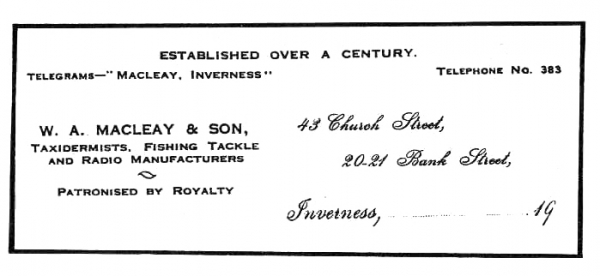 ESTABLISHED OVER A CENTURY.
TELEGRAMS—"MACLEAY, INVERNESS"
TELEPHONE No. 383
W. A. MACLEAY & SON,
TAXIDERMISTS, FISHING TACKLE
AND RADIO MANUFACTURERS
PATRONISED BY ROYALTY
43 Church Street,
20-21 Bank Street,
Inverness, ............................ 19